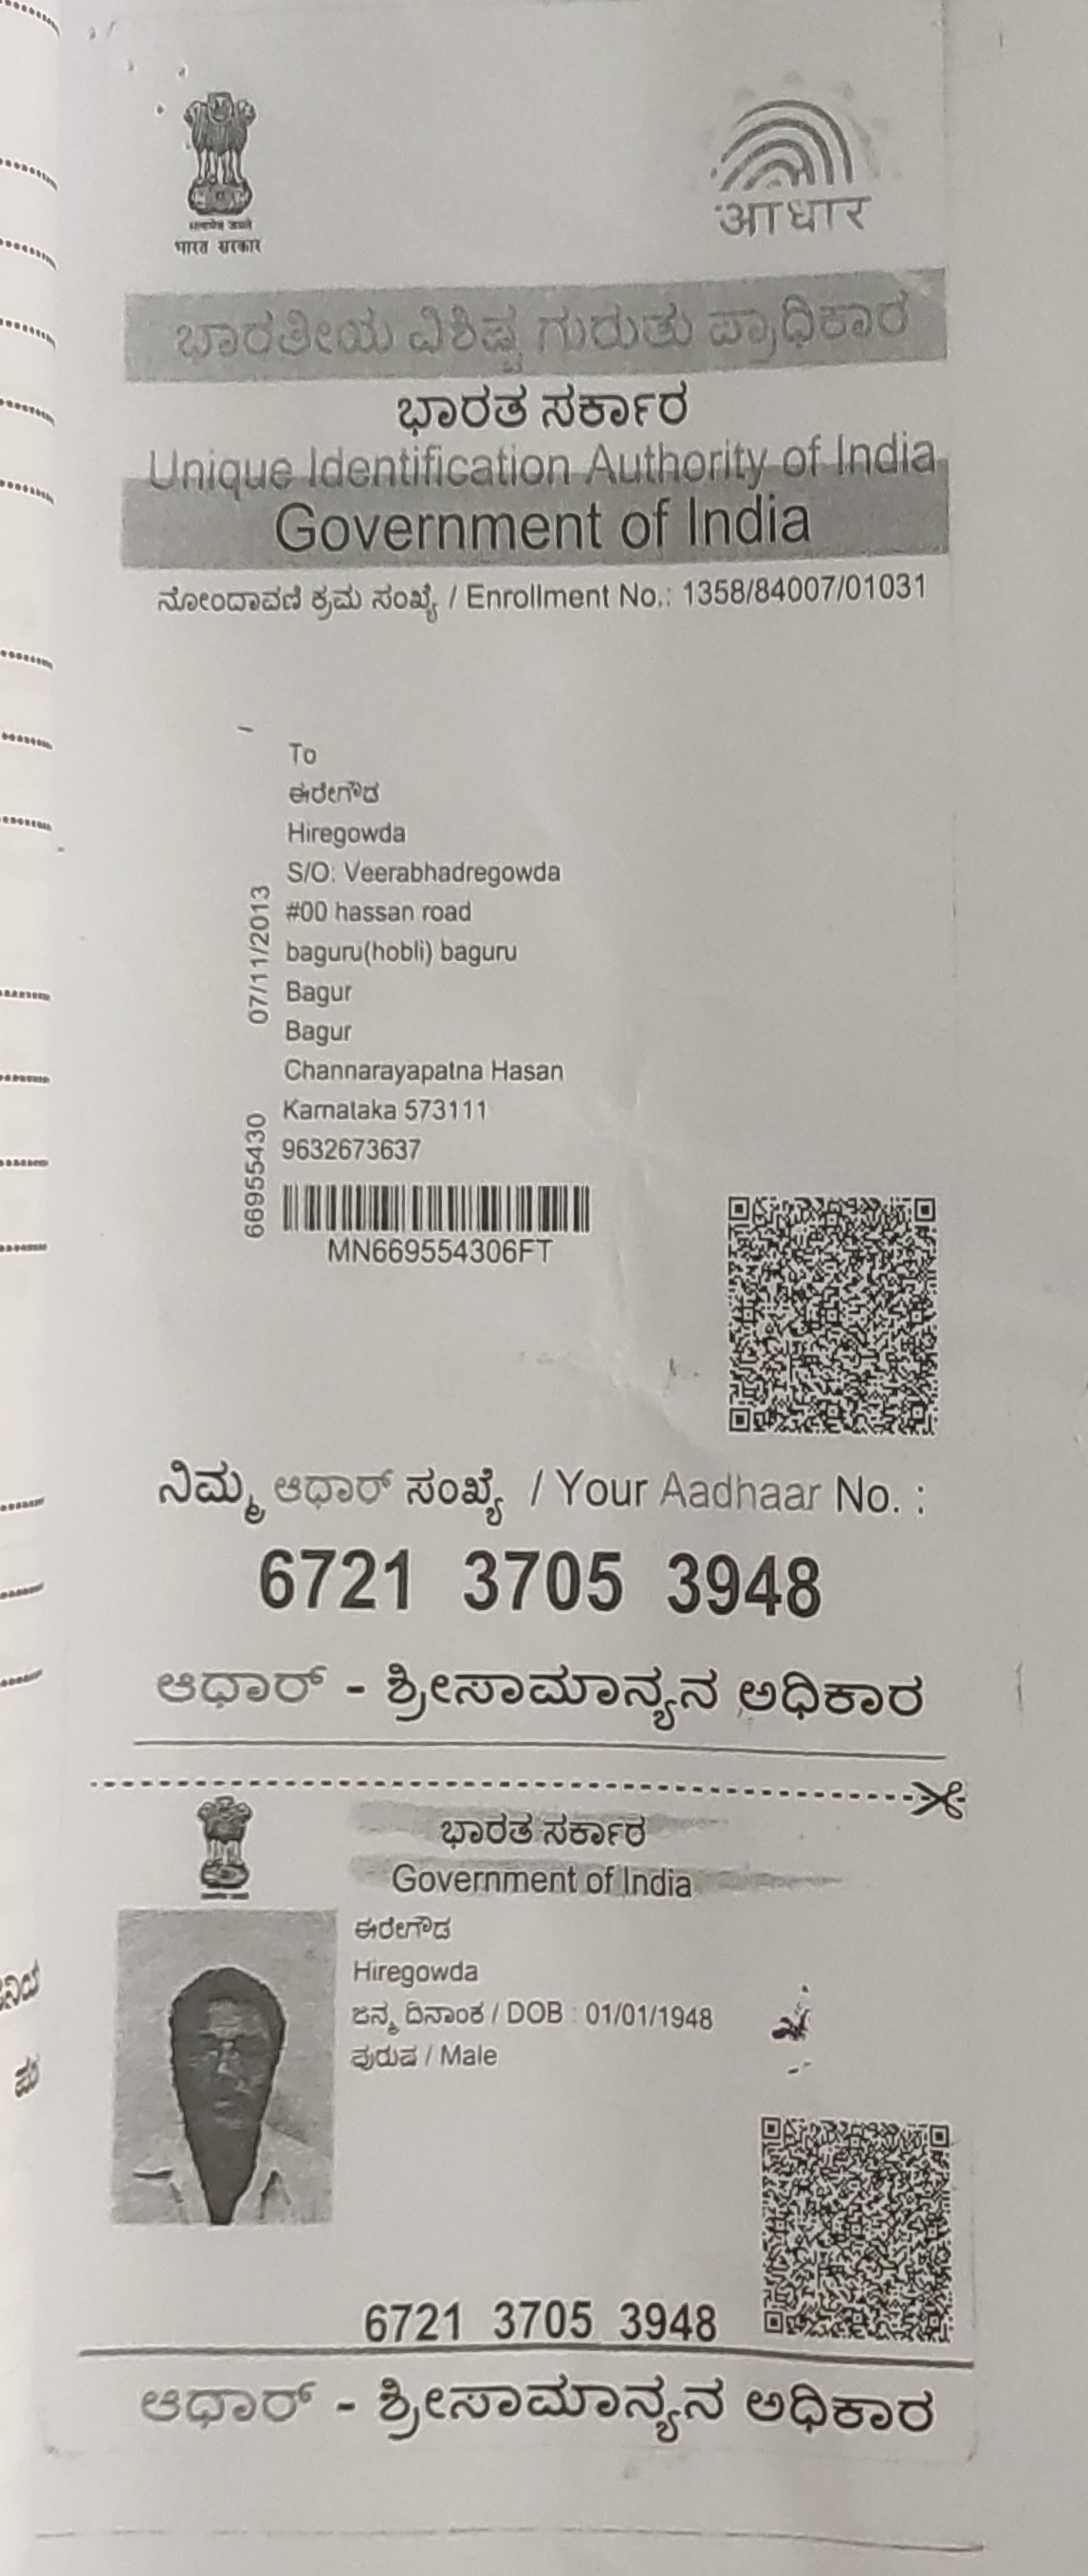 भारत सरकार
आधार
ಭಾರತೀಯ ವಿಶಿಷ್ಟ ಗುರುತು ಪ್ರಾಧಿಕಾರ
ಭಾರತ ಸರ್ಕಾರ
Unique Identification Authority of India
Government of India
ನೋಂದಾವಣಿ ಕ್ರಮ ಸಂಖ್ಯೆ / Enrollment No.: 1358/84007/01031
To
ಈರೇಗೌಡ
Hiregowda
S/O: Veerabhadregowda
#00 hassan road
baguru(hobli) baguru
Bagur
Bagur
Channarayapatna Hasan
Karnataka 573111
9632673637
07/11/2013
66955430
MN669554306FT
ನಿಮ್ಮ ಆಧಾರ್ ಸಂಖ್ಯೆ / Your Aadhaar No. :
6721 3705 3948
ಆಧಾರ್ - ಶ್ರೀಸಾಮಾನ್ಯನ ಅಧಿಕಾರ
ಭಾರತ ಸರ್ಕಾರ
Government of India
ಈರೇಗೌಡ
Hiregowda
ಜನ್ಮ ದಿನಾಂಕ / DOB : 01/01/1948
ಪುರುಷ / Male
6721 3705 3948
ಆಧಾರ್ - ಶ್ರೀಸಾಮಾನ್ಯನ ಅಧಿಕಾರ